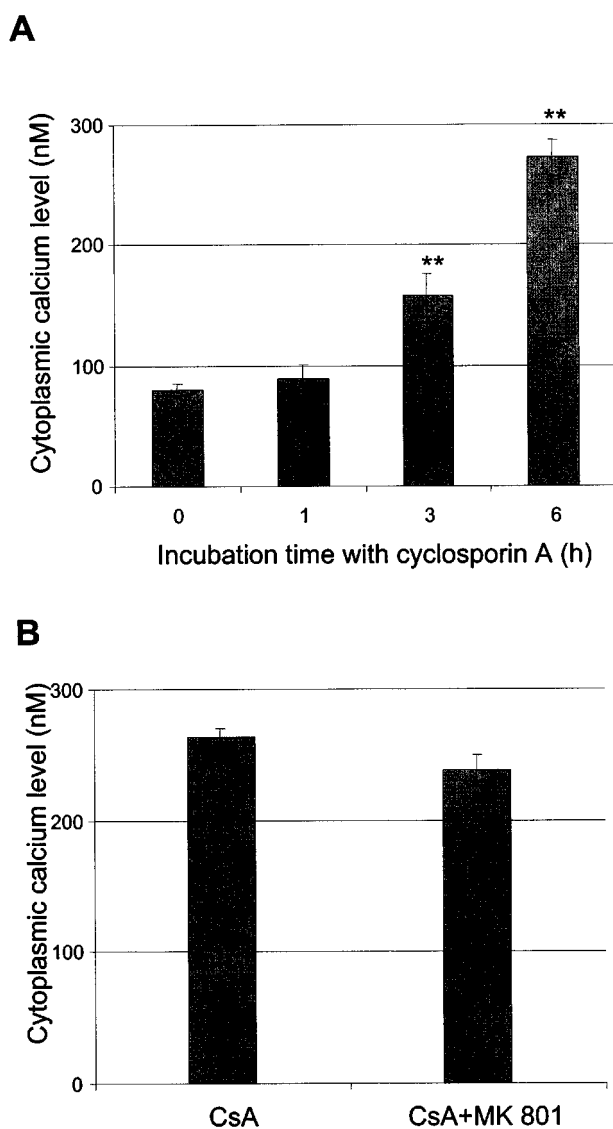 A
Cytoplasmic calcium level (nM)
300
200
100
0
**
**
0 1 3 6
Incubation time with cyclosporin A (h)
B
Cytoplasmic calcium level (nM)
300
200
100
0
CsA CsA+MK 801